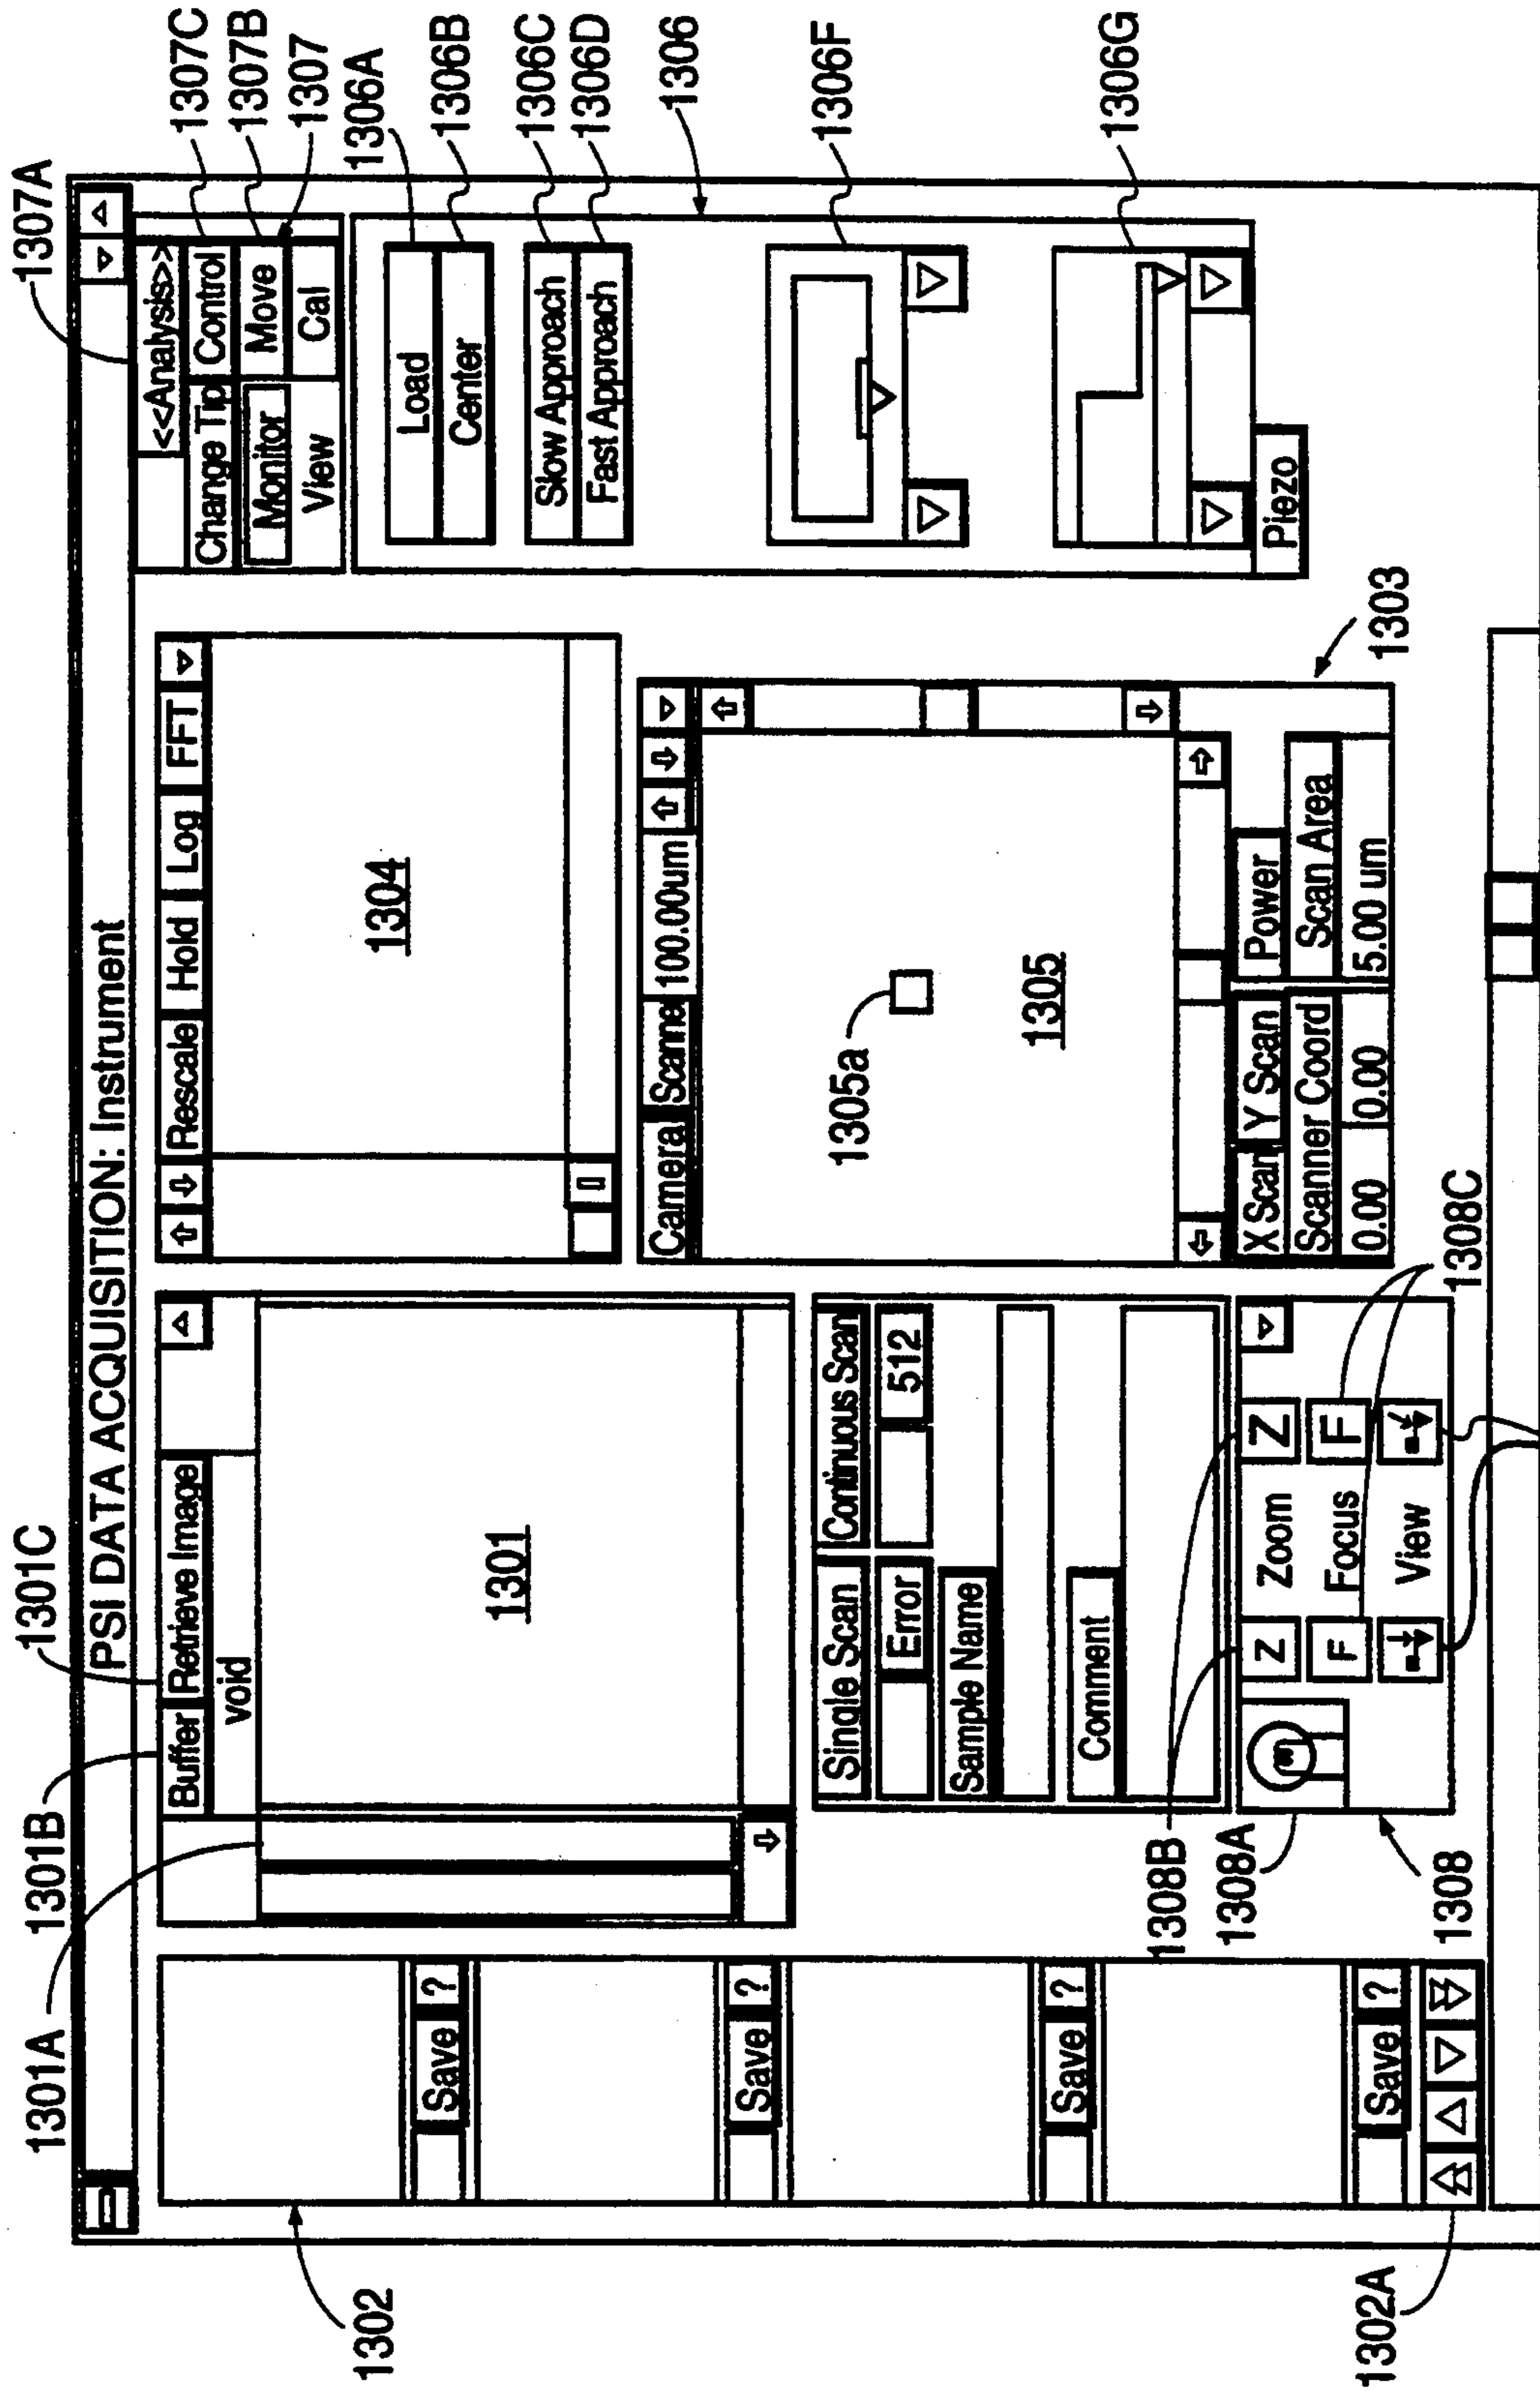 1301A
1301B
1301C
1307A
PSI DATA ACQUISITION: Instrument
1302
Save ?
Save ?
Save ?
Save ?
1302A
Buffer Retrieve Image
void
1301
Single Scan Continuous Scan
Error 512
Sample Name
Comment
1308B
1308A
1308
Z Zoom Z
F Focus F
View
1308C
Rescale Hold Log FFT
1304
Camera Scanne 100.00um
1305a
1305
X Scan Y Scan Power
Scanner Coord Scan Area
0.00 0.00 5.00 um
1303
<<Analysis>>
Change Tip Control
Monitor Move
View Cal
1307C
1307B
1307
1306A
Load
Center
1306B
Slow Approach
Fast Approach
1306C
1306D
1306
1306F
1306G
Piezo